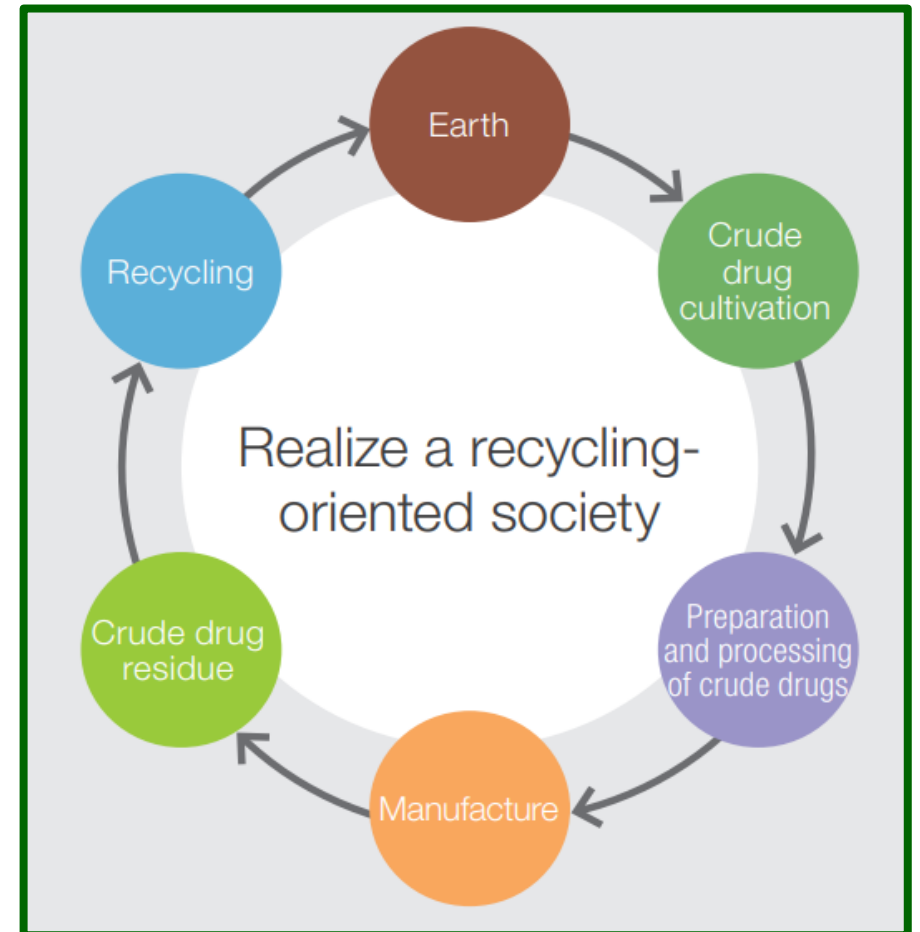 Earth
Crude
drug
cultivation
Preparation
and processing
of crude drugs
Manufacture
Crude drug
residue
Recycling
Realize a recycling-
oriented society